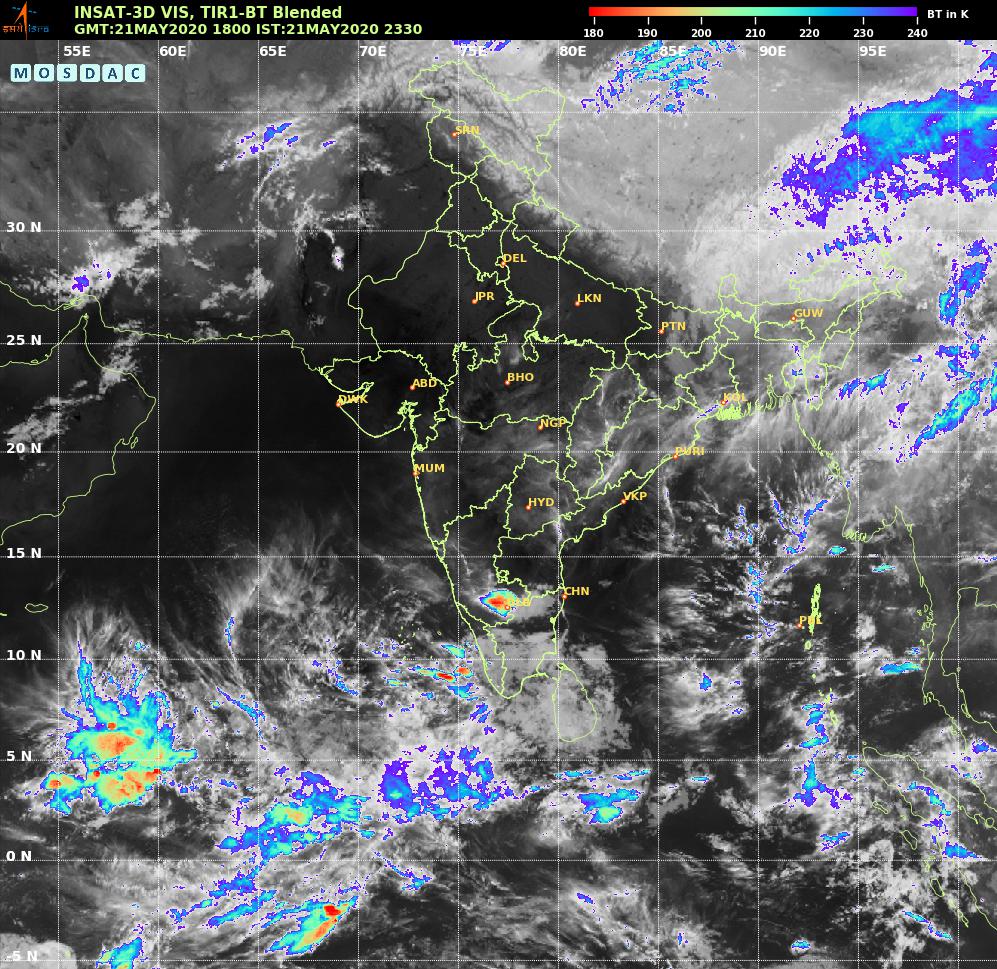 INSAT-3D VIS, TIR1-BT Blended
GMT:21MAY2020 1800 IST:21MAY2020 2330
180 190 200 210 220 230 240
BT in K
55E 60E 65E 70E 75E 80E 85E 90E 95E
MOSDAC
SRN
30 N
DEL
JPR
LKN
GUW
PTN
25 N
BHO
ABD
DWK
KOL
NGP
20 N
PURI
MUM
VKP
HYD
15 N
CHN
10 N
5 N
0 N
-5 N